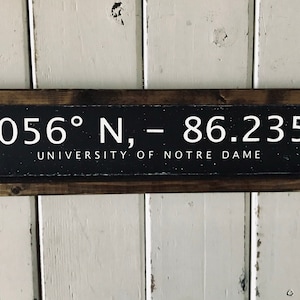 056° N, - 86.235
UNIVERSITY OF NOTRE DAME